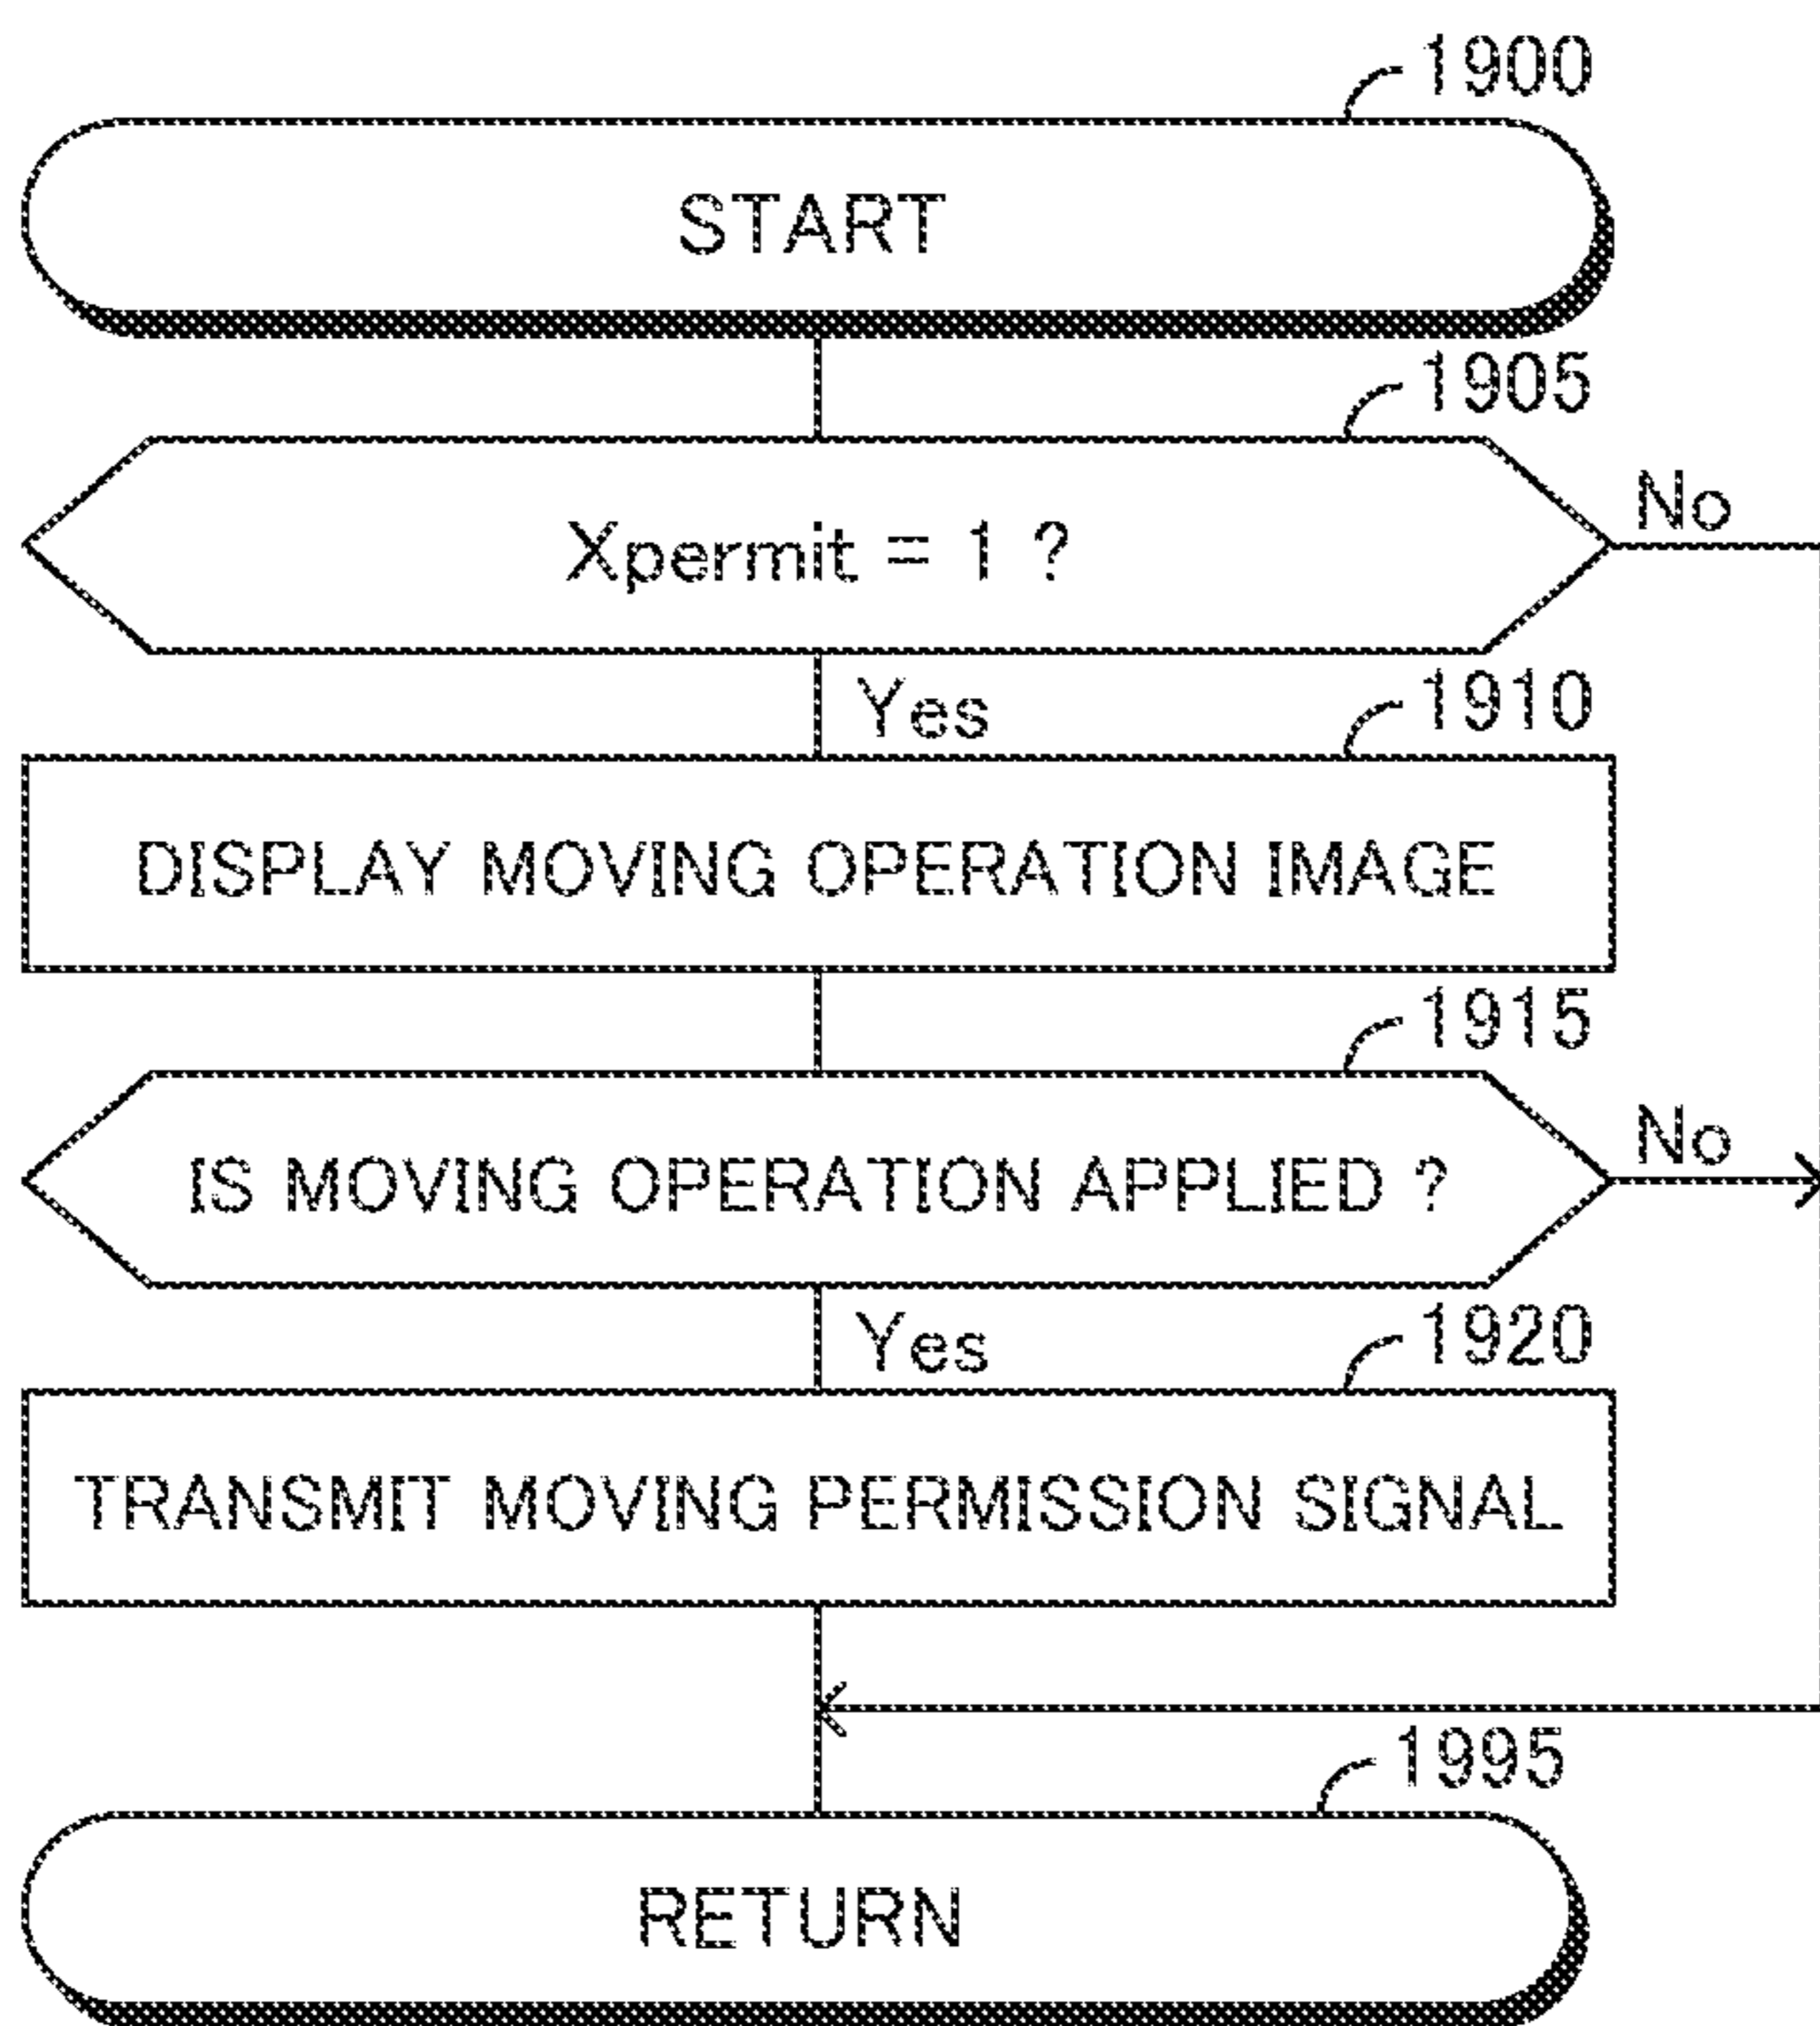 1900
START
1905
Xpermit = 1 ?
No
Yes
1910
DISPLAY MOVING OPERATION IMAGE
1915
IS MOVING OPERATION APPLIED ?
No
Yes
1920
TRANSMIT MOVING PERMISSION SIGNAL
1995
RETURN